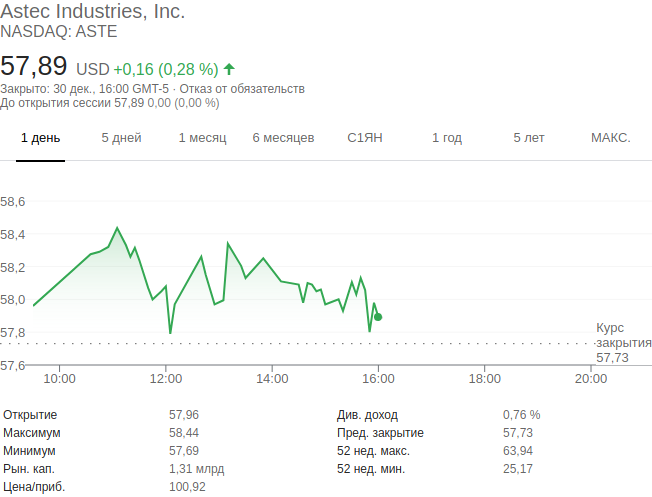 Astec Industries, Inc.
NASDAQ: ASTE
57,89 USD +0,16 (0,28 %)
Закрыто: 30 дек., 16:00 GMT-5 · Отказ от обязательств
До открытия сессии 57,89 0,00 (0,00 %)
1 день 5 дней 1 месяц 6 месяцев С1ЯН 1 год 5 лет МАКС.
58,6
58,4
58,2
58,0
57,8
57,6
Курс
закрытия
57,73
10:00 12:00 14:00 16:00 18:00 20:00
Открытие 57,96 Див. доход 0,76 %
Максимум 58,44 Пред. закрытие 57,73
Минимум 57,69 52 нед. макс. 63,94
Рын. кап. 1,31 млрд 52 нед. мин. 25,17
Цена/приб. 100,92